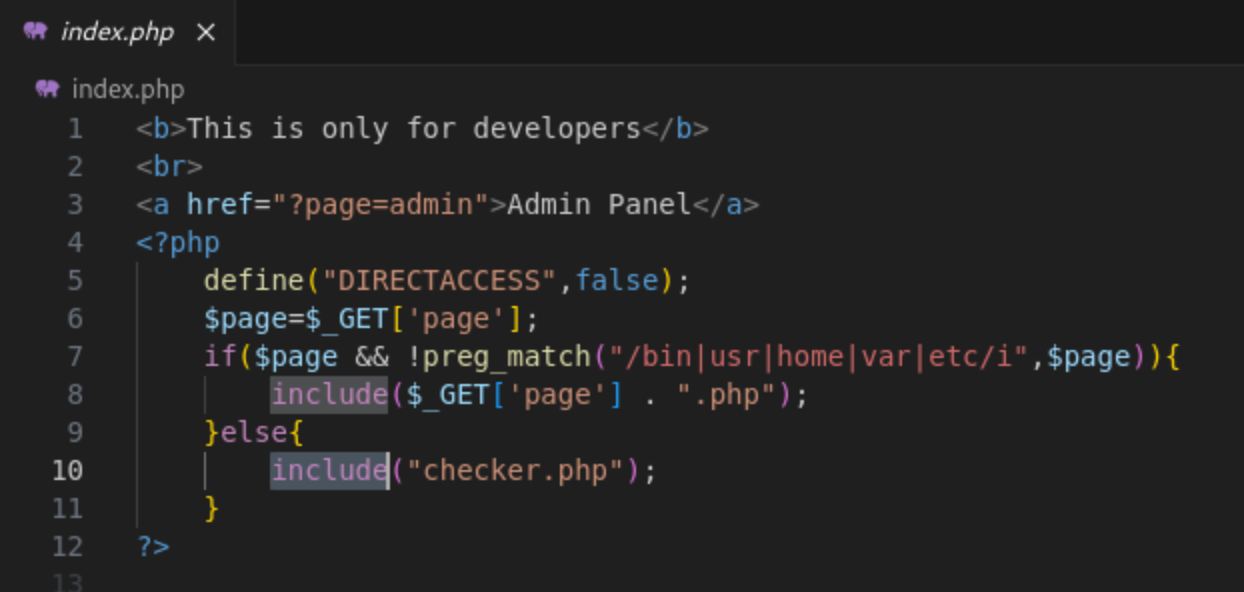 index.php ×
index.php
1 <b>This is only for developers</b>
2 <br>
3 <a href="?page=admin">Admin Panel</a>
4 <?php
5     define("DIRECTACCESS",false);
6     $page=$_GET['page'];
7     if($page && !preg_match("/bin|usr|home|var|etc/i",$page)){
8         include($_GET['page'] . ".php");
9     }else{
10         include("checker.php");
11     }
12 ?>
13